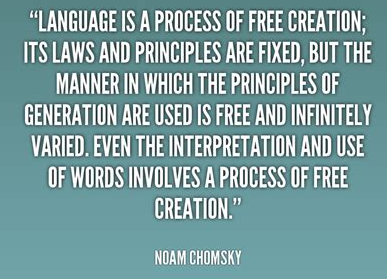 “LANGUAGE IS A PROCESS OF FREE CREATION;
ITS LAWS AND PRINCIPLES ARE FIXED, BUT THE
MANNER IN WHICH THE PRINCIPLES OF
GENERATION ARE USED IS FREE AND INFINITELY
VARIED. EVEN THE INTERPRETATION AND USE
OF WORDS INVOLVES A PROCESS OF FREE
CREATION.”
NOAM CHOMSKY